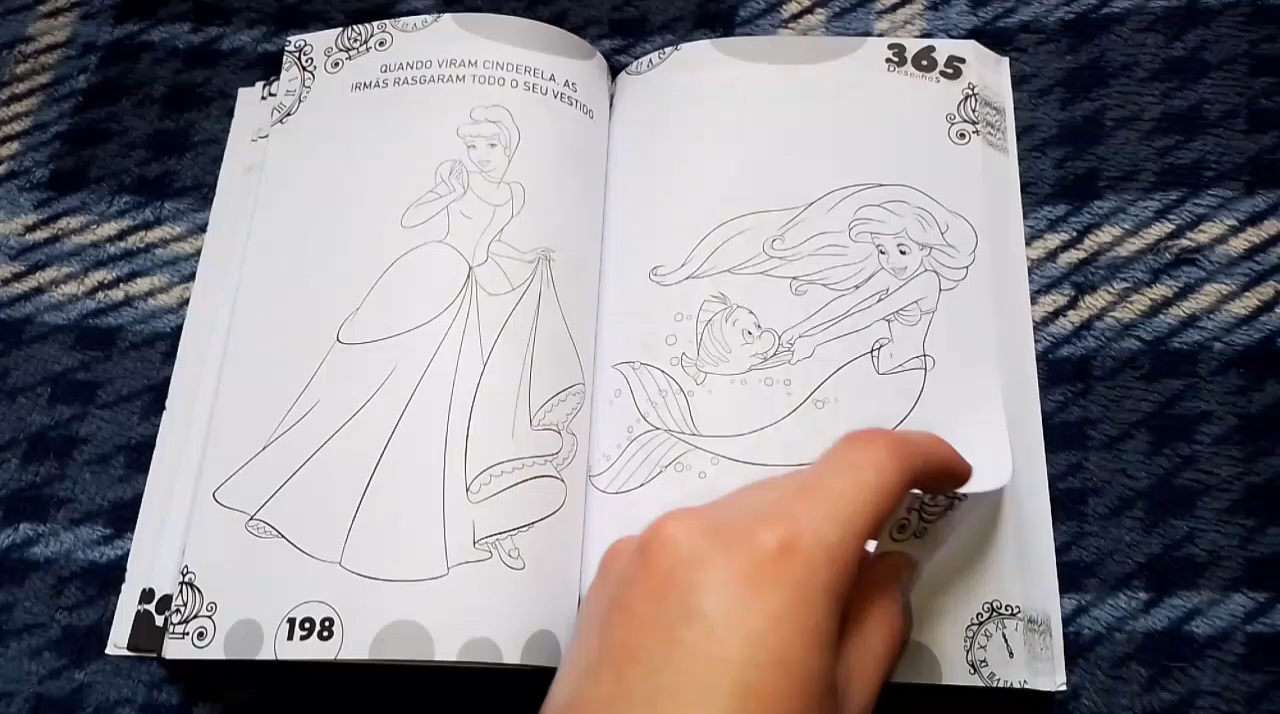 QUANDO VIRAM CINDERELA, AS
IRMÃS RASGARAM TODO O SEU VESTIDO
198
365
Desenhos